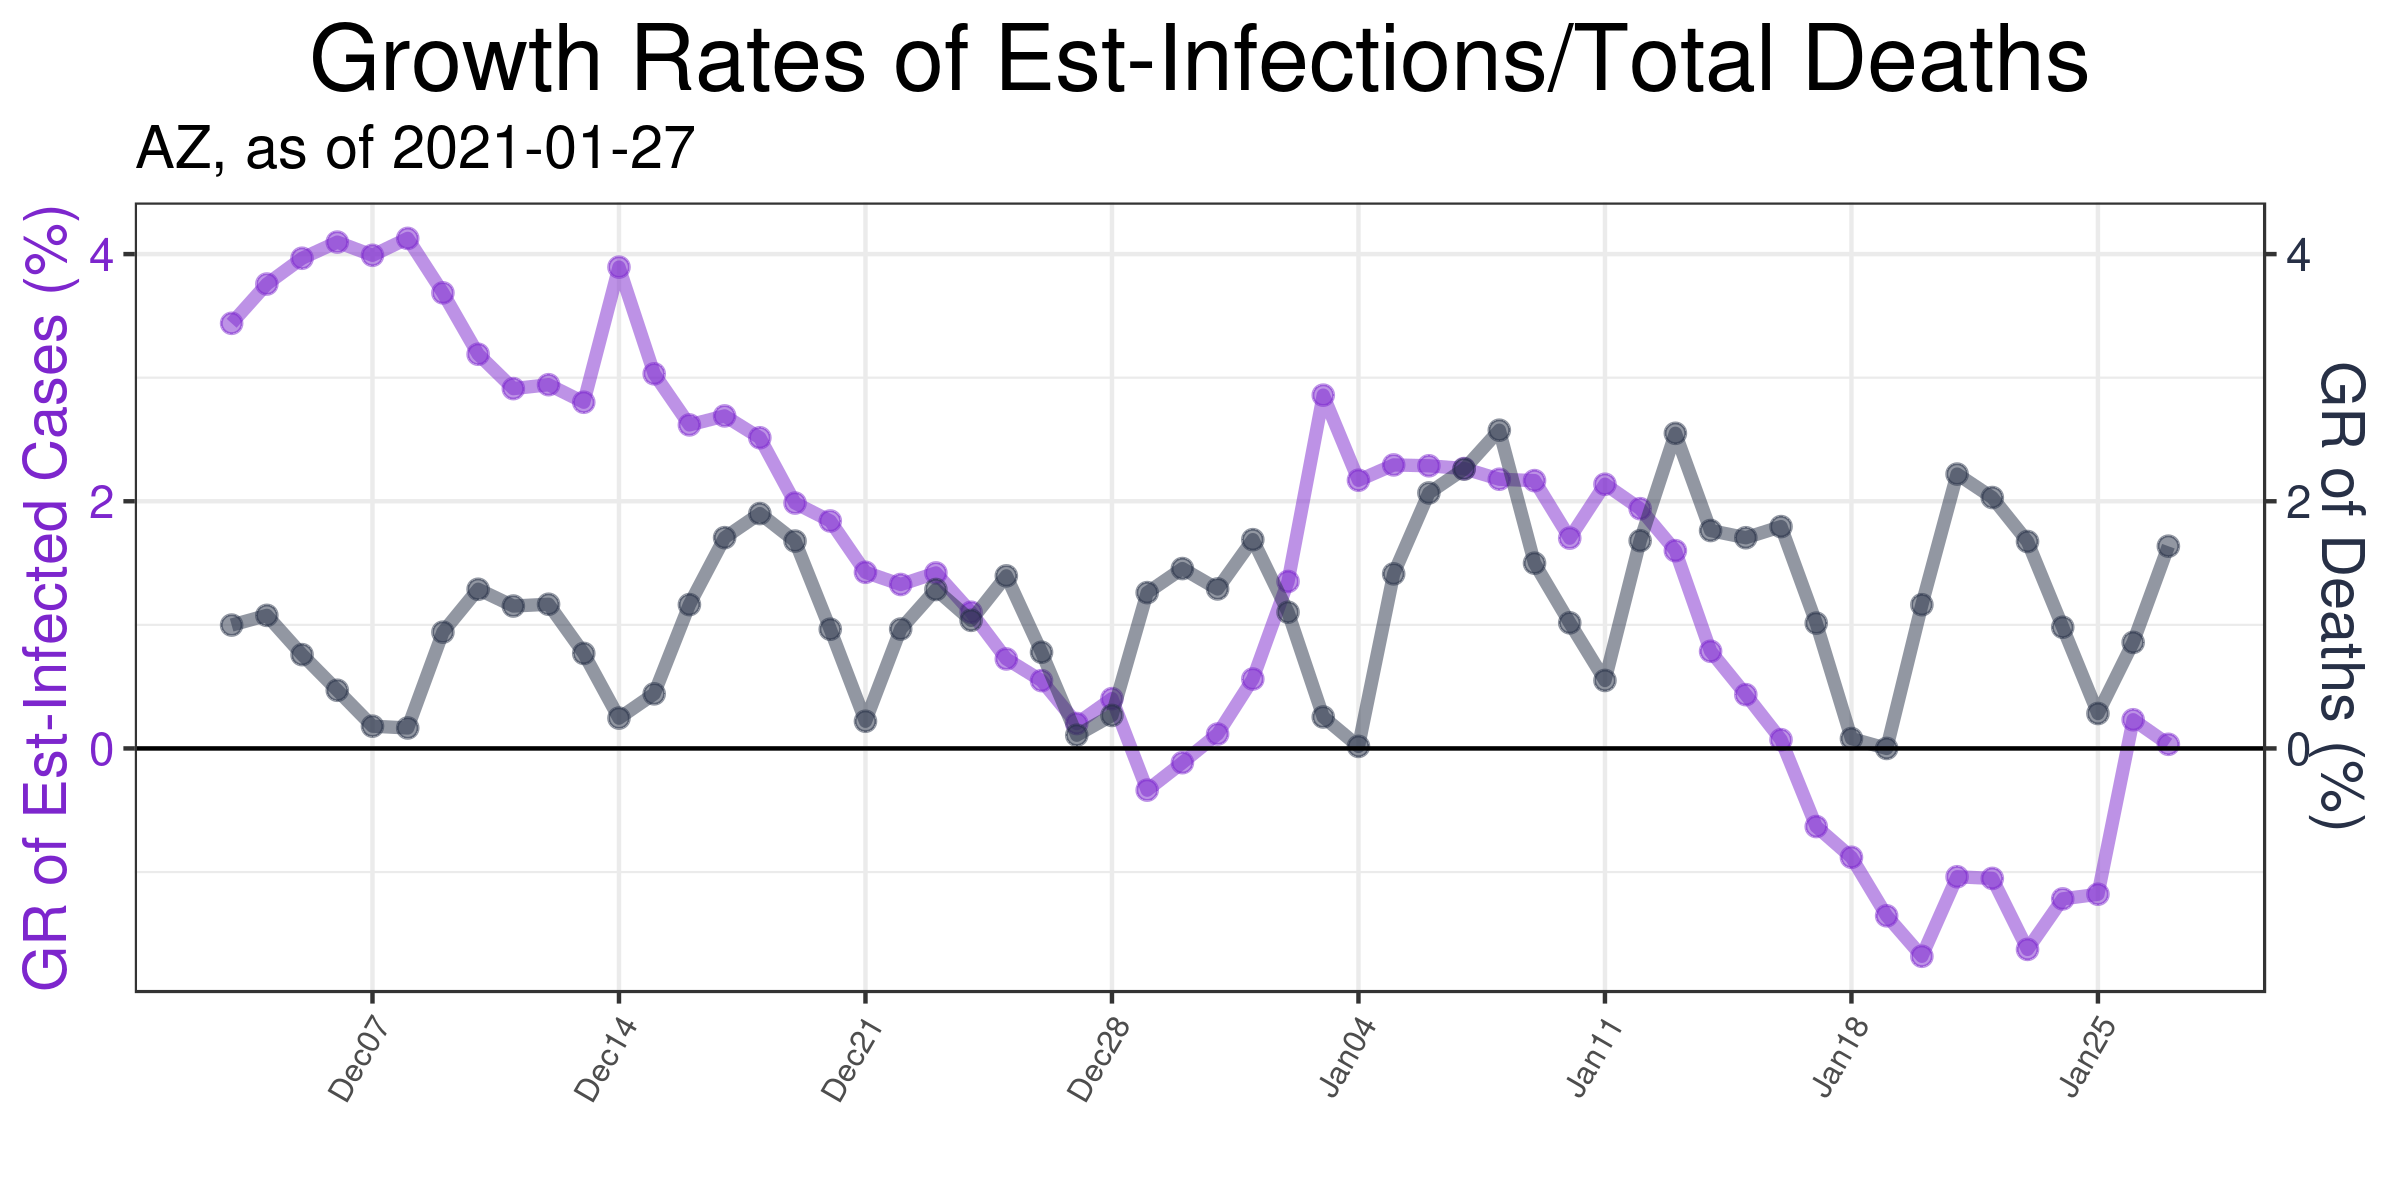 Growth Rates of Est-Infections/Total Deaths
AZ, as of 2021-01-27
GR of Est-Infected Cases (%)
4
2
0
4
2
0
GR of Deaths (%)
Dec07
Dec14
Dec21
Dec28
Jan04
Jan11
Jan18
Jan25